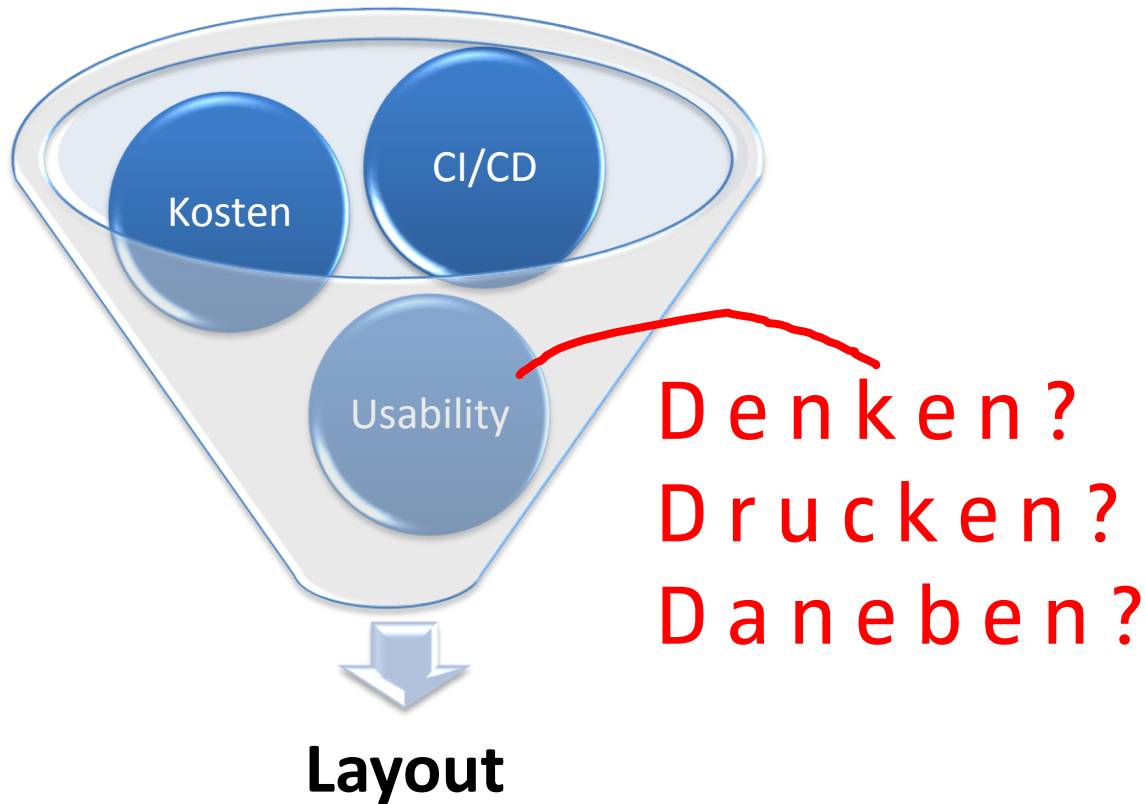 CI/CD
Kosten
Usability
Denken?
Drucken?
Daneben?
Layout